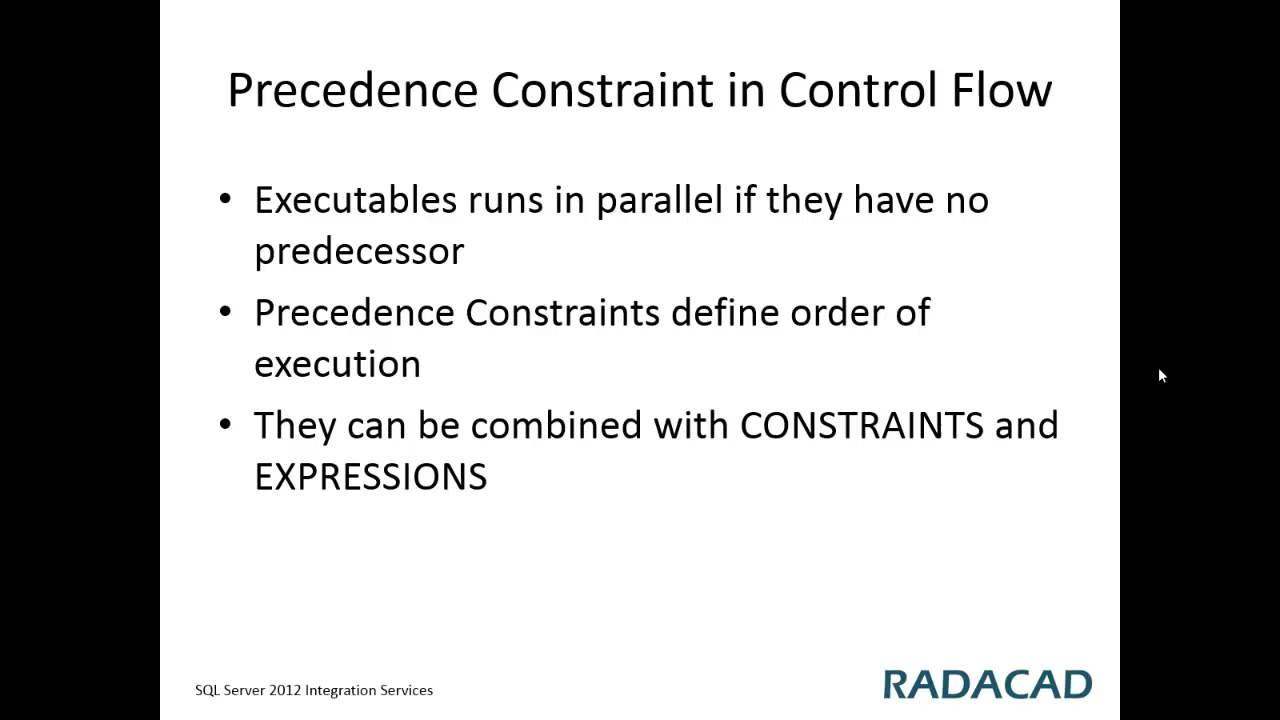 Precedence Constraint in Control Flow
• Executables runs in parallel if they have no
predecessor
• Precedence Constraints define order of
execution
• They can be combined with CONSTRAINTS and
EXPRESSIONS
SQL Server 2012 Integration Services
RADACAD